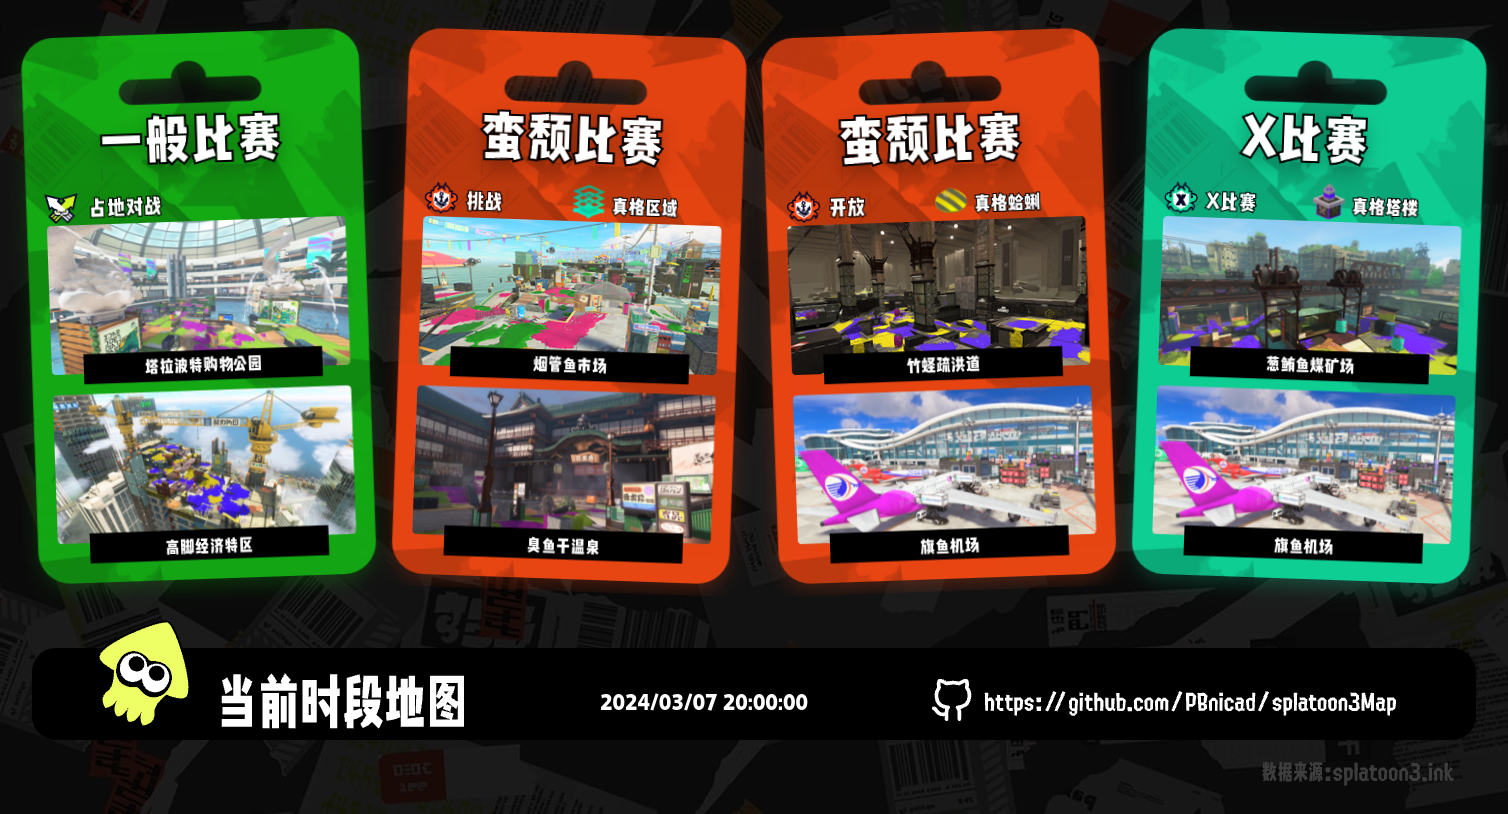 一般比赛
占地对战
塔拉波特购物公园
高脚经济特区
蛮颓比赛
挑战
真格区域
烟管鱼市场
臭鱼干温泉
蛮颓比赛
开放
真格蛤蜊
竹蛏疏洪道
旗鱼机场
X比赛
X比赛
真格塔楼
葱鲔鱼煤矿场
旗鱼机场
当前时段地图
2024/03/07 20:00:00
https://github.com/PBnicad/splatoon3Map
数据来源:splatoon3.ink